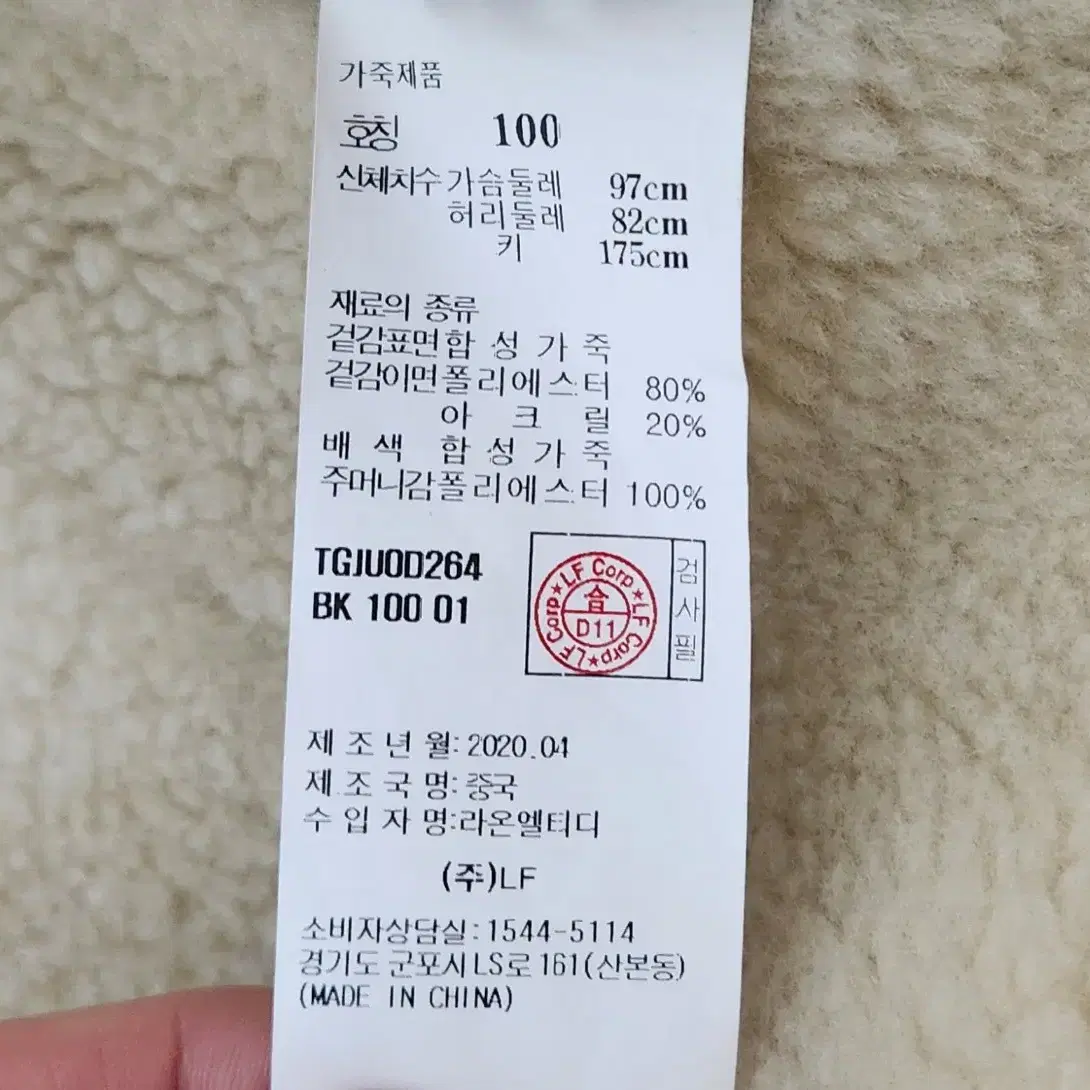 가죽제품
호칭 100
신체치수 가슴둘레 97cm
허리둘레 82cm
키 175cm
재료의 종류
겉감표면 합성가죽
겉감이면 폴리에스터 80%
아크릴 20%
배색 합성가죽
주머니감 폴리에스터 100%
TGJU0D264
BK 100 01
LF Corp★LF Corp★LF Corp★
合
D11
검사필
제조년월: 2020.04
제조국명: 중국
수입자명:라온엘티디
(주)LF
소비자상담실: 1544-5114
경기도 군포시 LS로 161(산본동)
(MADE IN CHINA)